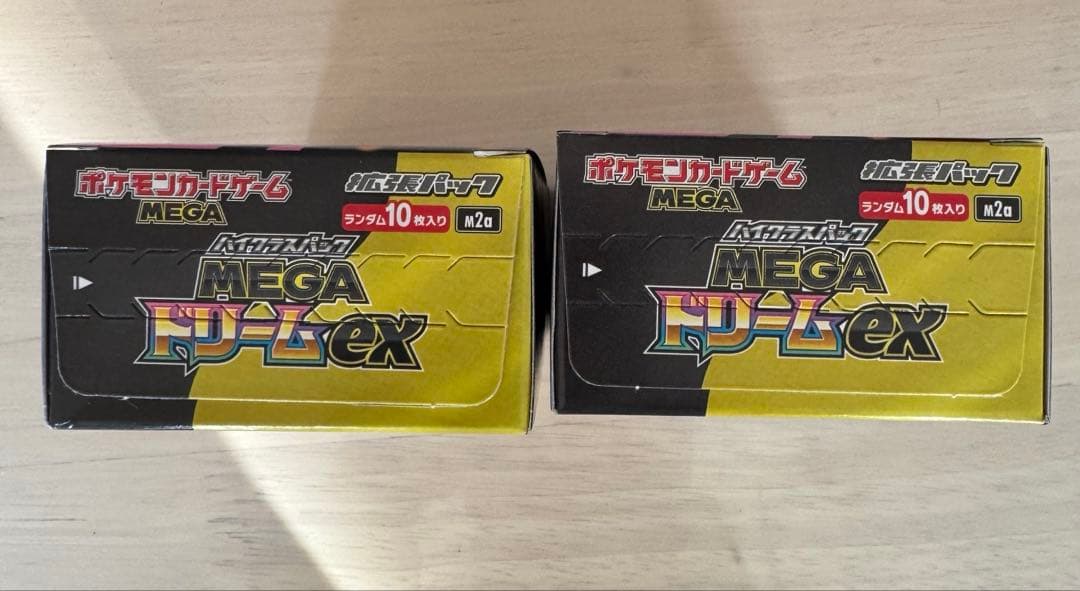 ポケモンカードゲーム
MEGA
拡張パック
ランダム10枚入り
M2a
ハイクラスパック
MEGA
ドリームex
ポケモンカードゲーム
MEGA
拡張パック
ランダム10枚入り
M2a
ハイクラスパック
MEGA
ドリームex